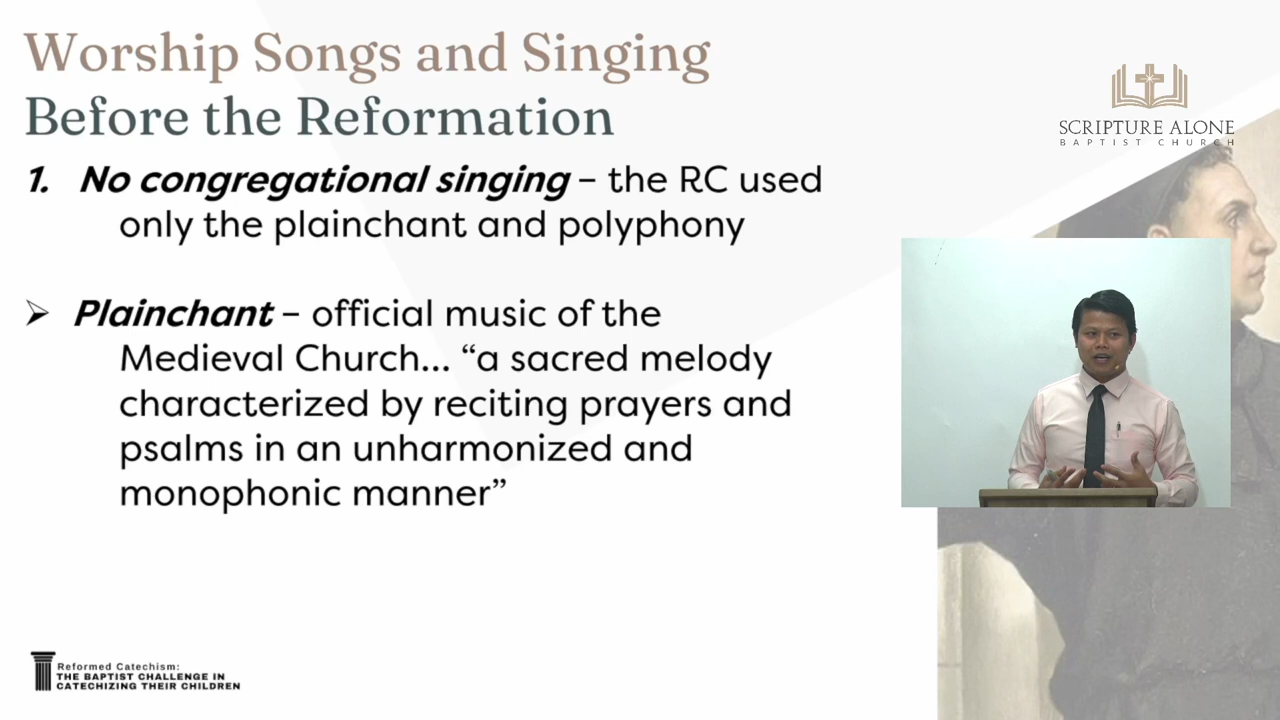 Worship Songs and Singing
Before the Reformation
SCRIPTURE ALONE
BAPTIST CHURCH
1. No congregational singing – the RC used
only the plainchant and polyphony
➢ Plainchant – official music of the
Medieval Church... “a sacred melody
characterized by reciting prayers and
psalms in an unharmonized and
monophonic manner”
Reformed Catechism:
THE BAPTIST CHALLENGE IN
CATECHIZING THEIR CHILDREN